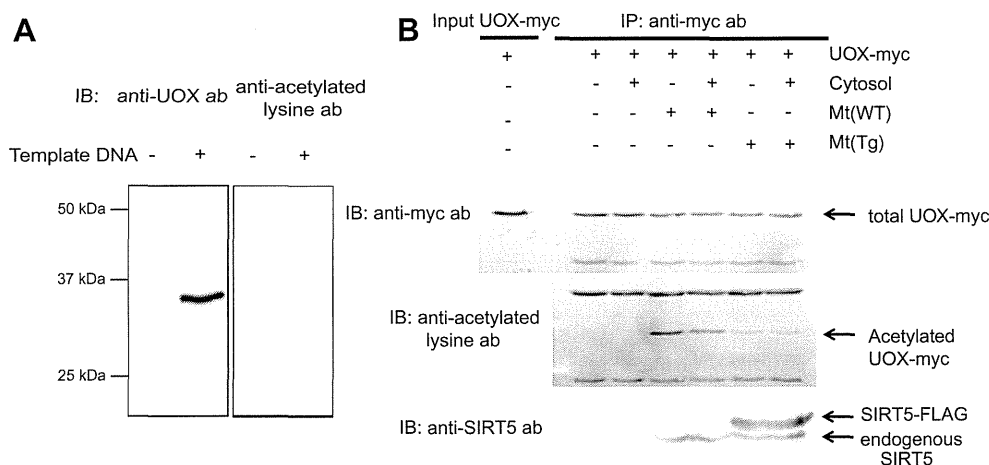 A
IB: anti-UOX ab anti-acetylated lysine ab
Template DNA - + - +
50 kDa
37 kDa
25 kDa
B
Input UOX-myc IP: anti-myc ab
+ + + + + + + UOX-myc
- - + - + - + Cytosol
- - - + + - - Mt(WT)
- - - - - + + Mt(Tg)
IB: anti-myc ab
total UOX-myc
IB: anti-acetylated
lysine ab
Acetylated
UOX-myc
IB: anti-SIRT5 ab
SIRT5-FLAG
endogenous
SIRT5